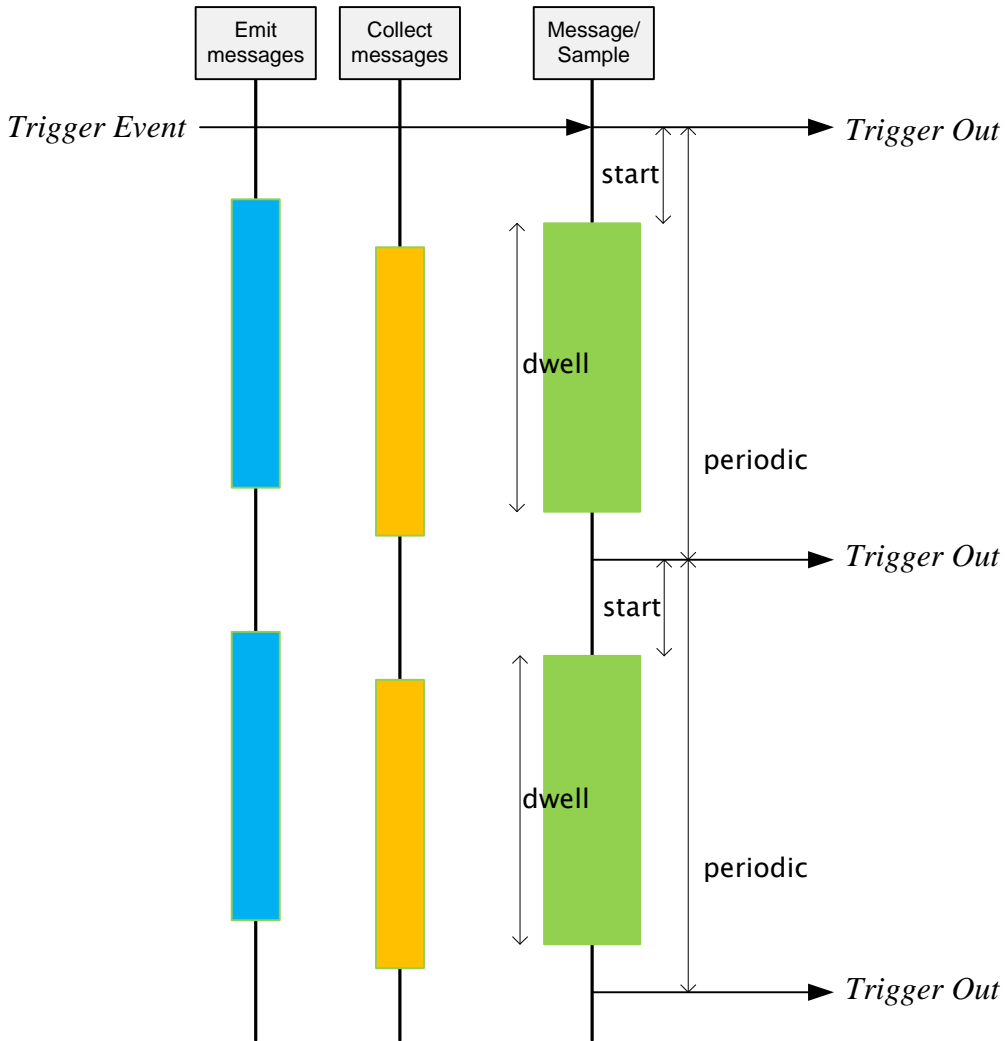 Emit
messages
Collect
messages
Message/
Sample
Trigger Event
Trigger Out
start
dwell
periodic
Trigger Out
start
dwell
periodic
Trigger Out